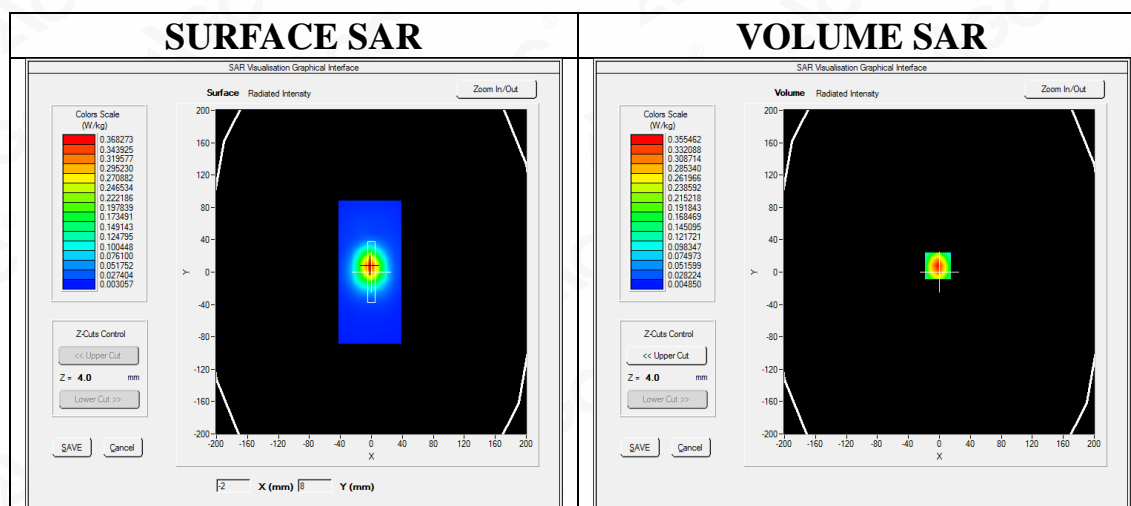 SURFACE SAR
SAR Visualisation Graphical Interface
Surface Radiated Intensity
Zoom In/Out
Colors Scale
(W/kg)
0.368273
0.343925
0.319577
0.295230
0.270882
0.246534
0.222186
0.197839
0.173491
0.149143
0.124795
0.100448
0.076100
0.051752
0.027404
0.003057
200
160
120
80
40
0
-40
-80
-120
-160
-200
Y
-200 -160 -120 -80 -40 0 40 80 120 160 200
X
Z-Cuts Control
<< Upper Cut
Z = 4.0 mm
Lower Cut >>
SAVE Cancel
-2 X (mm) 8 Y (mm)
VOLUME SAR
SAR Visualisation Graphical Interface
Volume Radiated Intensity
Zoom In/Out
Colors Scale
(W/kg)
0.355462
0.332088
0.308714
0.285340
0.261966
0.238592
0.215218
0.191843
0.168469
0.145095
0.121721
0.098347
0.074973
0.051599
0.028224
0.004850
200
160
120
80
40
0
-40
-80
-120
-160
-200
Y
-200 -160 -120 -80 -40 0 40 80 120 160 200
X
Z-Cuts Control
<< Upper Cut
Z = 4.0 mm
Lower Cut >>
SAVE Cancel